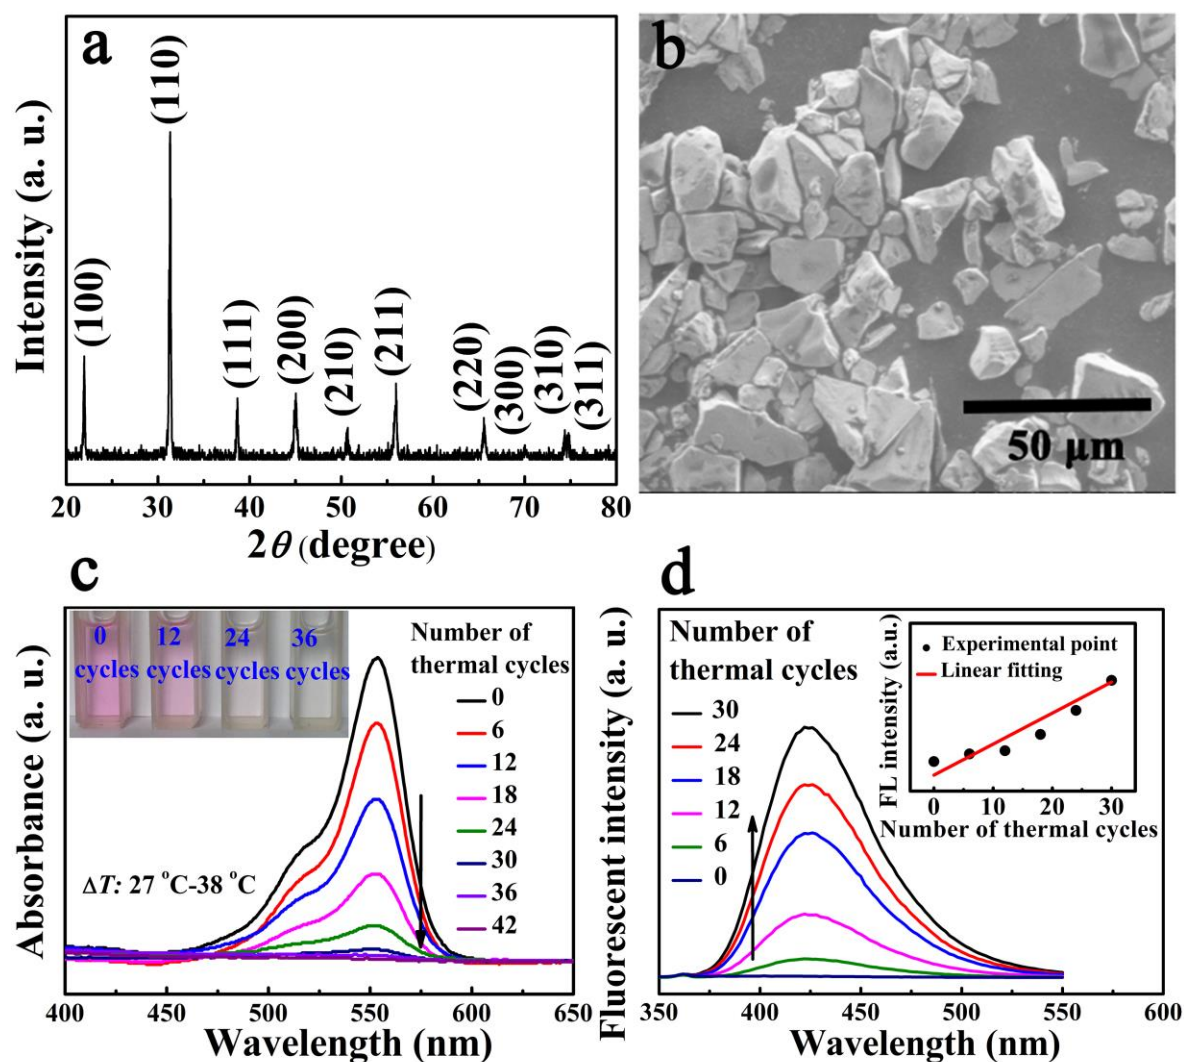 a
Intensity (a. u.)
(100)
(110)
(111)
(200)
(210)
(211)
(220)
(300)
(310)
(311)
20 30 40 50 60 70 80
2θ (degree)
b
50 μm
c
Absorbance (a. u.)
0 cycles
12 cycles
24 cycles
36 cycles
Number of
thermal cycles
0
6
12
18
24
30
36
42
ΔT: 27 °C-38 °C
400 450 500 550 600 650
Wavelength (nm)
d
Fluorescent intensity (a. u.)
Number of
thermal cycles
30
24
18
12
6
0
FL intensity (a.u.)
Experimental point
Linear fitting
0 10 20 30
Number of thermal cycles
350 400 450 500 550 600
Wavelength (nm)